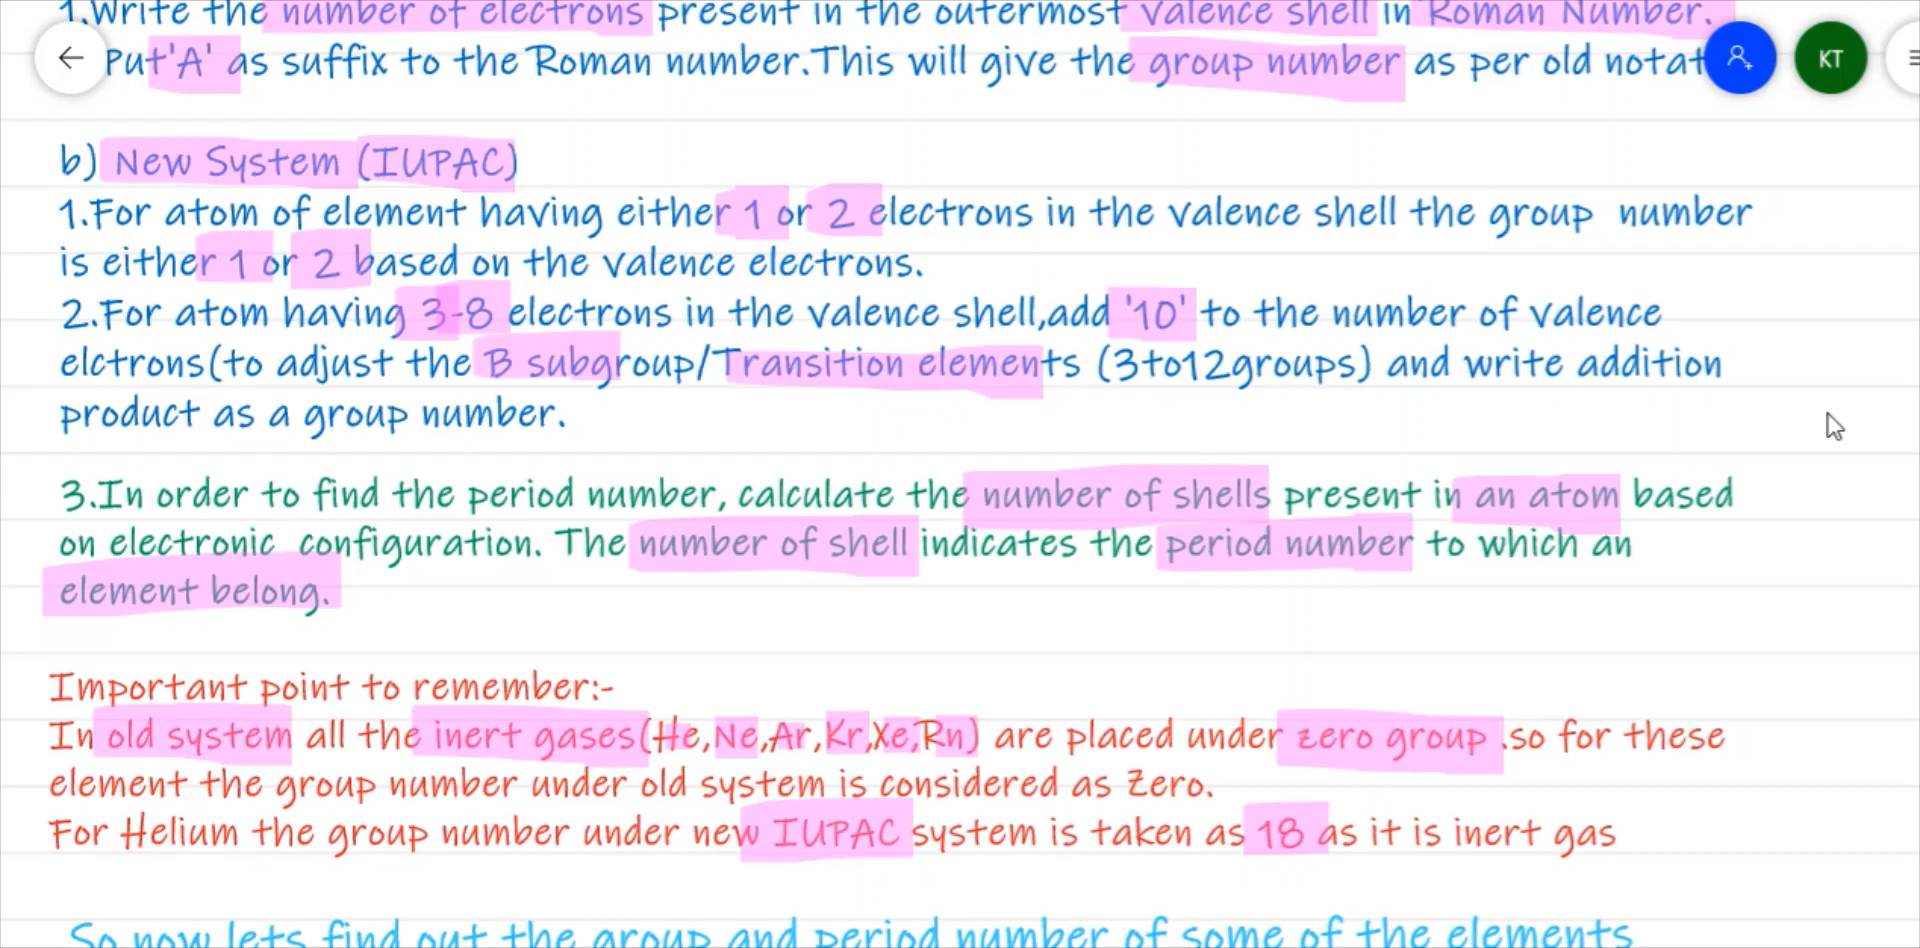 1.Write the number of electrons present in the outermost valence shell in Roman Number.
Put'A' as suffix to the Roman number.This will give the group number as per old notat
KT
b) New System (IUPAC)
1.For atom of element having either 1 or 2 electrons in the valence shell the group number
is either 1 or 2 based on the valence electrons.
2.For atom having 3-8 electrons in the valence shell,add '10' to the number of valence
elctrons(to adjust the B subgroup/Transition elements (3to12groups) and write addition
product as a group number.
3.In order to find the period number, calculate the number of shells present in an atom based
on electronic configuration. The number of shell indicates the period number to which an
element belong.
Important point to remember:-
In old system all the inert gases(He,Ne,Ar,Kr,Xe,Rn) are placed under zero group .so for these
element the group number under old system is considered as Zero.
For Helium the group number under new IUPAC system is taken as 18 as it is inert gas
So now lets find out the group and period number of some of the elements